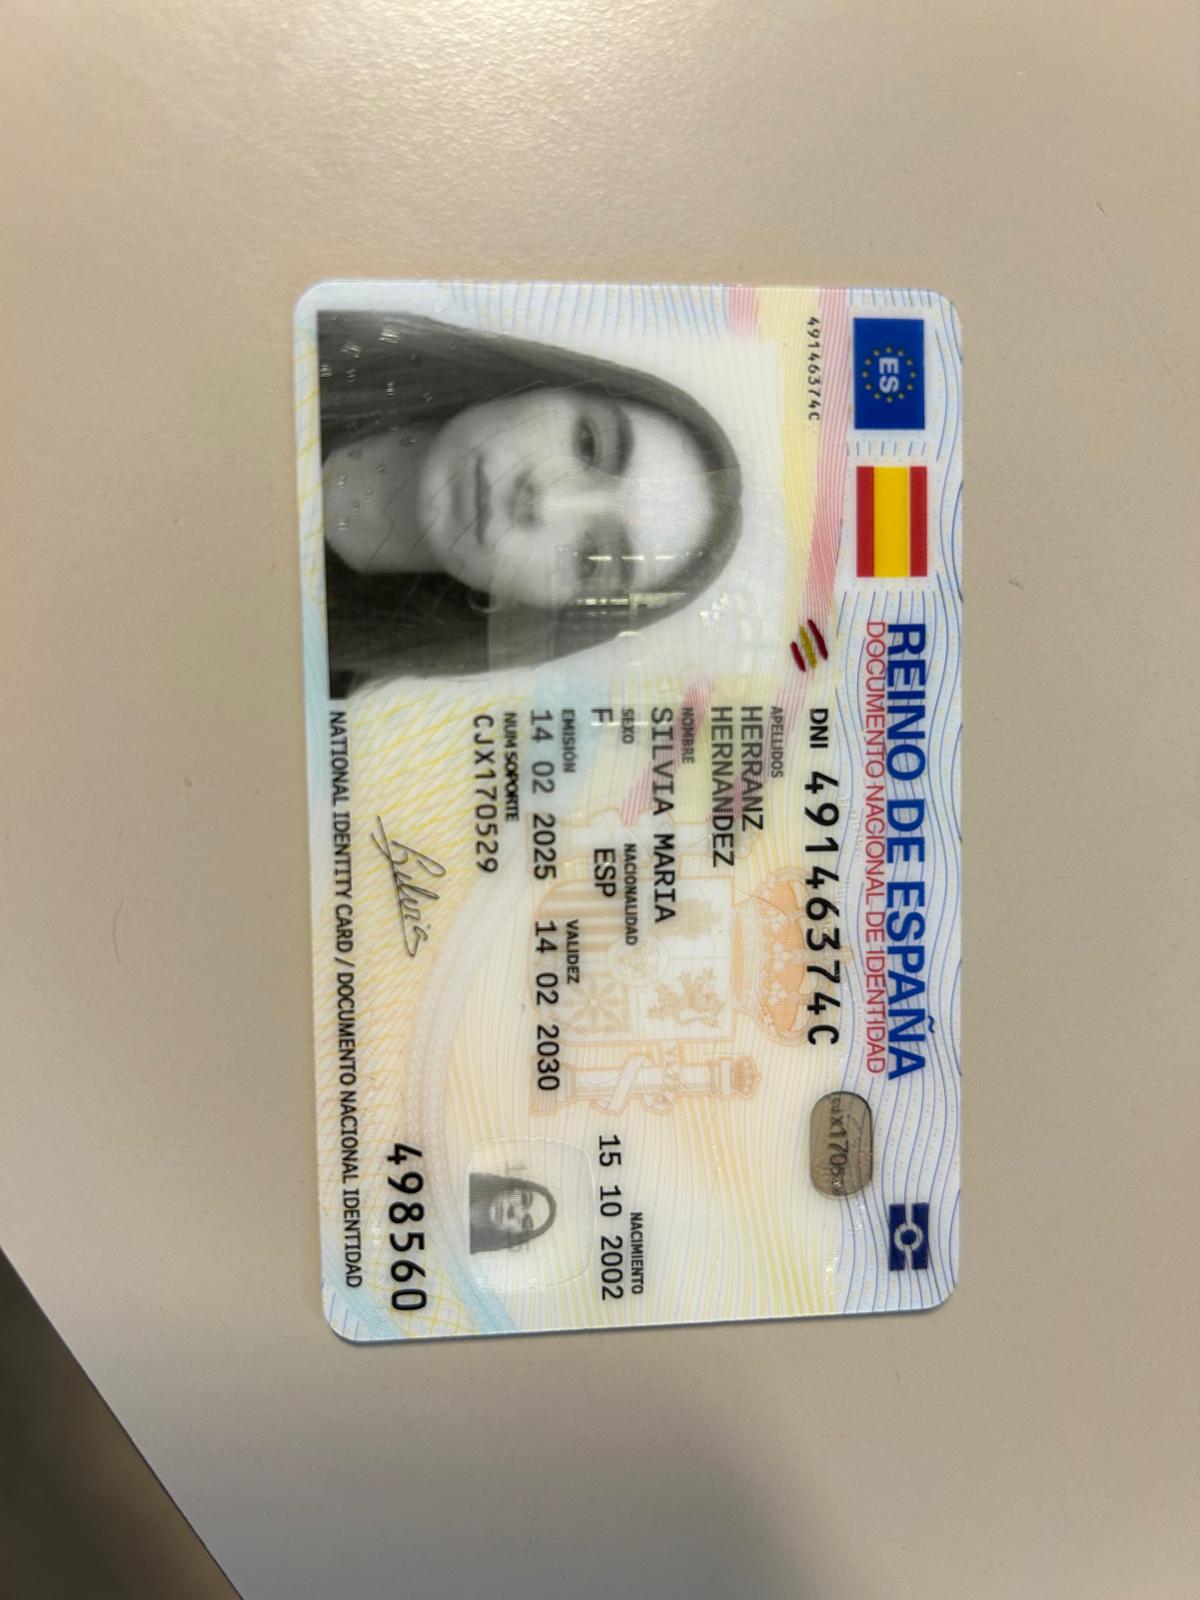 ES
REINO DE ESPAÑA
DOCUMENTO NACIONAL DE IDENTIDAD
49146374C
DNI 49146374C
APELLIDOS
HERRANZ
HERNANDEZ
NOMBRE
SILVIA MARIA
SEXO NACIONALIDAD NACIMIENTO
F ESP 15 10 2002
EMISIÓN VALIDEZ
14 02 2025 14 02 2030
NUM SOPORTE
CJX170529
Silvia
498560
NATIONAL IDENTITY CARD / DOCUMENTO NACIONAL IDENTIDAD